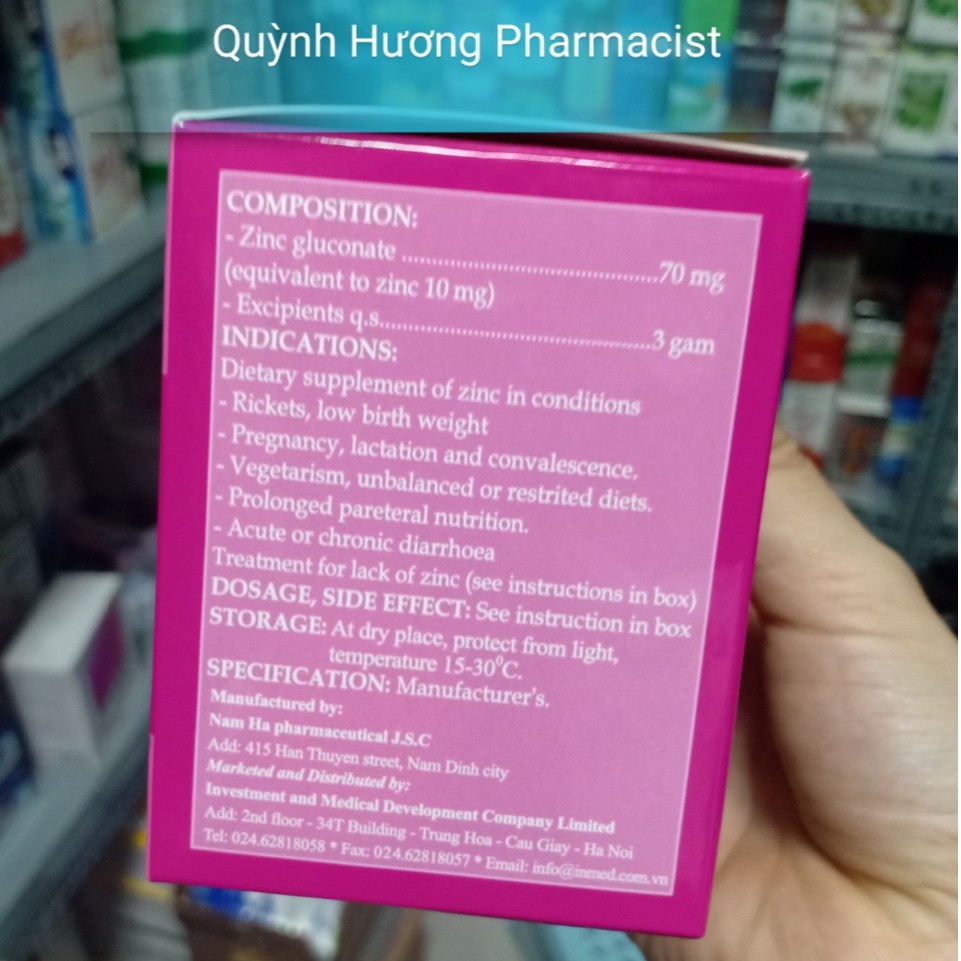 Quỳnh Hương Pharmacist
COMPOSITION:
- Zinc gluconate ............................................70 mg
(equivalent to zinc 10 mg)
- Excipients q.s..............................................3 gam
INDICATIONS:
Dietary supplement of zinc in conditions
- Rickets, low birth weight
- Pregnancy, lactation and convalescence.
- Vegetarism, unbalanced or restrited diets.
- Prolonged pareteral nutrition.
- Acute or chronic diarrhoea
Treatment for lack of zinc (see instructions in box)
DOSAGE, SIDE EFFECT: See instruction in box
STORAGE: At dry place, protect from light,
temperature 15-30⁰C.
SPECIFICATION: Manufacturer's.
Manufactured by:
Nam Ha pharmaceutical J.S.C
Add: 415 Han Thuyen street, Nam Dinh city
Marketed and Distributed by:
Investment and Medical Development Company Limited
Add: 2nd floor - 34T Building - Trung Hoa - Cau Giay - Ha Noi
Tel: 024.62818058 * Fax: 024.62818057 * Email: info@inmed.com.vn